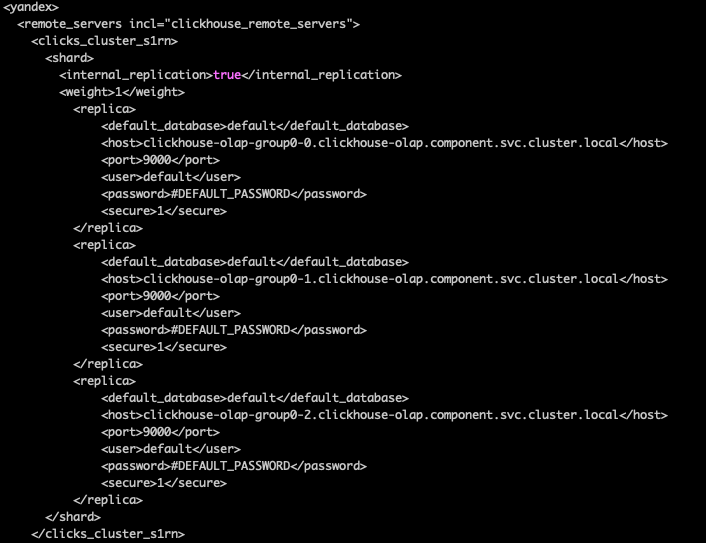 <yandex>
  <remote_servers incl="clickhouse_remote_servers">
    <clicks_cluster_s1rn>
      <shard>
        <internal_replication>true</internal_replication>
        <weight>1</weight>
          <replica>
              <default_database>default</default_database>
              <host>clickhouse-olap-group0-0.clickhouse-olap.component.svc.cluster.local</host>
              <port>9000</port>
              <user>default</user>
              <password>#DEFAULT_PASSWORD</password>
              <secure>1</secure>
          </replica>
          <replica>
              <default_database>default</default_database>
              <host>clickhouse-olap-group0-1.clickhouse-olap.component.svc.cluster.local</host>
              <port>9000</port>
              <user>default</user>
              <password>#DEFAULT_PASSWORD</password>
              <secure>1</secure>
          </replica>
          <replica>
              <default_database>default</default_database>
              <host>clickhouse-olap-group0-2.clickhouse-olap.component.svc.cluster.local</host>
              <port>9000</port>
              <user>default</user>
              <password>#DEFAULT_PASSWORD</password>
              <secure>1</secure>
          </replica>
      </shard>
    </clicks_cluster_s1rn>